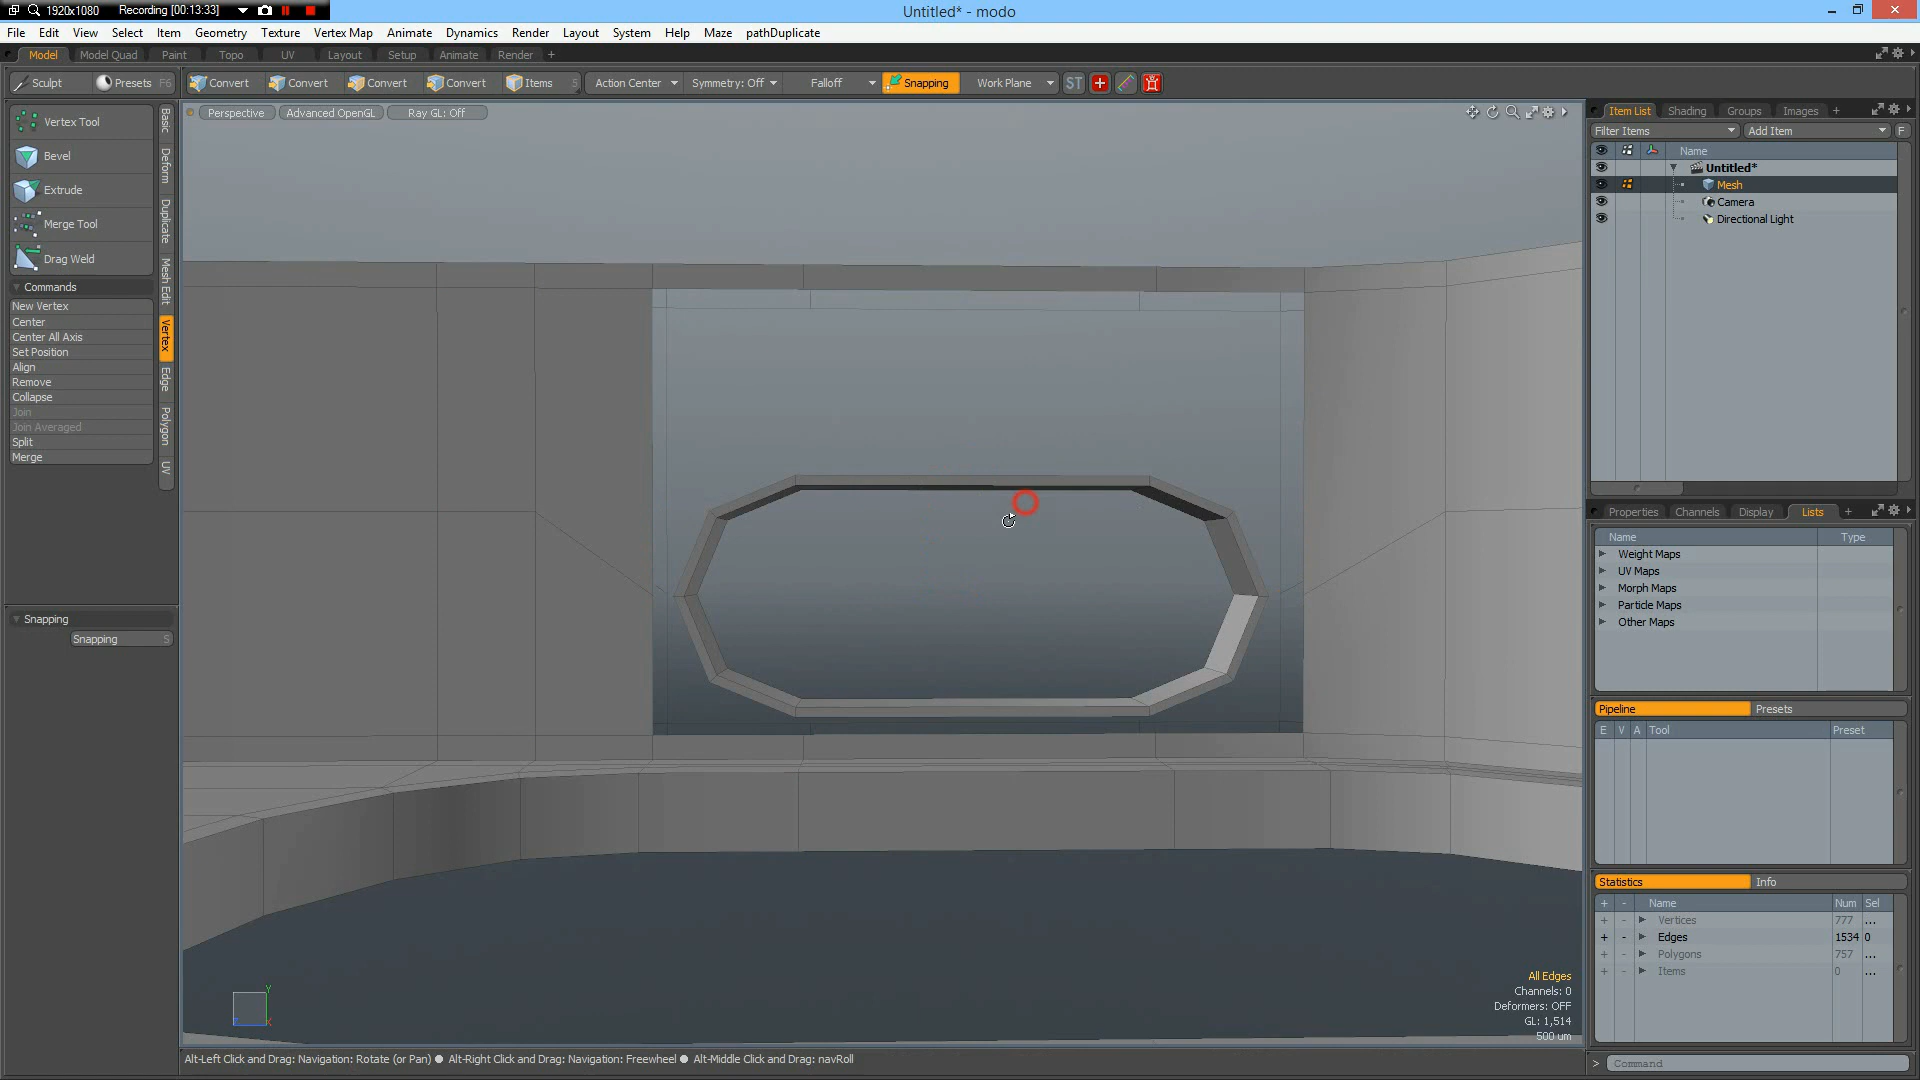 1920x1080 Recording [00:13:33]
Untitled* - modo
File Edit View Select Item Geometry Texture Vertex Map Animate Dynamics Render Layout System Help Maze pathDuplicate
Model Model Quad Paint Topo UV Layout Setup Animate Render +
Sculpt Presets F6 Convert Convert Convert Convert Items 5 Action Center Symmetry: Off Falloff Snapping Work Plane ST
Perspective Advanced OpenGL Ray GL: Off
Vertex Tool
Bevel
Extrude
Merge Tool
Drag Weld
Commands
New Vertex
Center
Center All Axis
Set Position
Align
Remove
Collapse
Join
Join Averaged
Split
Merge
Basic
Deform
Duplicate
Mesh Edit
Vertex
Edge
Polygon
UV
Snapping
Snapping S
Item List Shading Groups Images +
Filter Items Add Item F
Name
Untitled*
Mesh
Camera
Directional Light
Properties Channels Display Lists +
Name Type
Weight Maps
UV Maps
Morph Maps
Particle Maps
Other Maps
Pipeline Presets
E V A Tool Preset
Statistics Info
+ - Name Num Sel
+ - Vertices 777 ...
+ - Edges 1534 0
+ - Polygons 757 ...
+ - Items 0 ...
All Edges
Channels: 0
Deformers: OFF
GL: 1,514
500 um
Y
X
Z
Alt-Left Click and Drag: Navigation: Rotate (or Pan) ● Alt-Right Click and Drag: Navigation: Freewheel ● Alt-Middle Click and Drag: navRoll
> Command